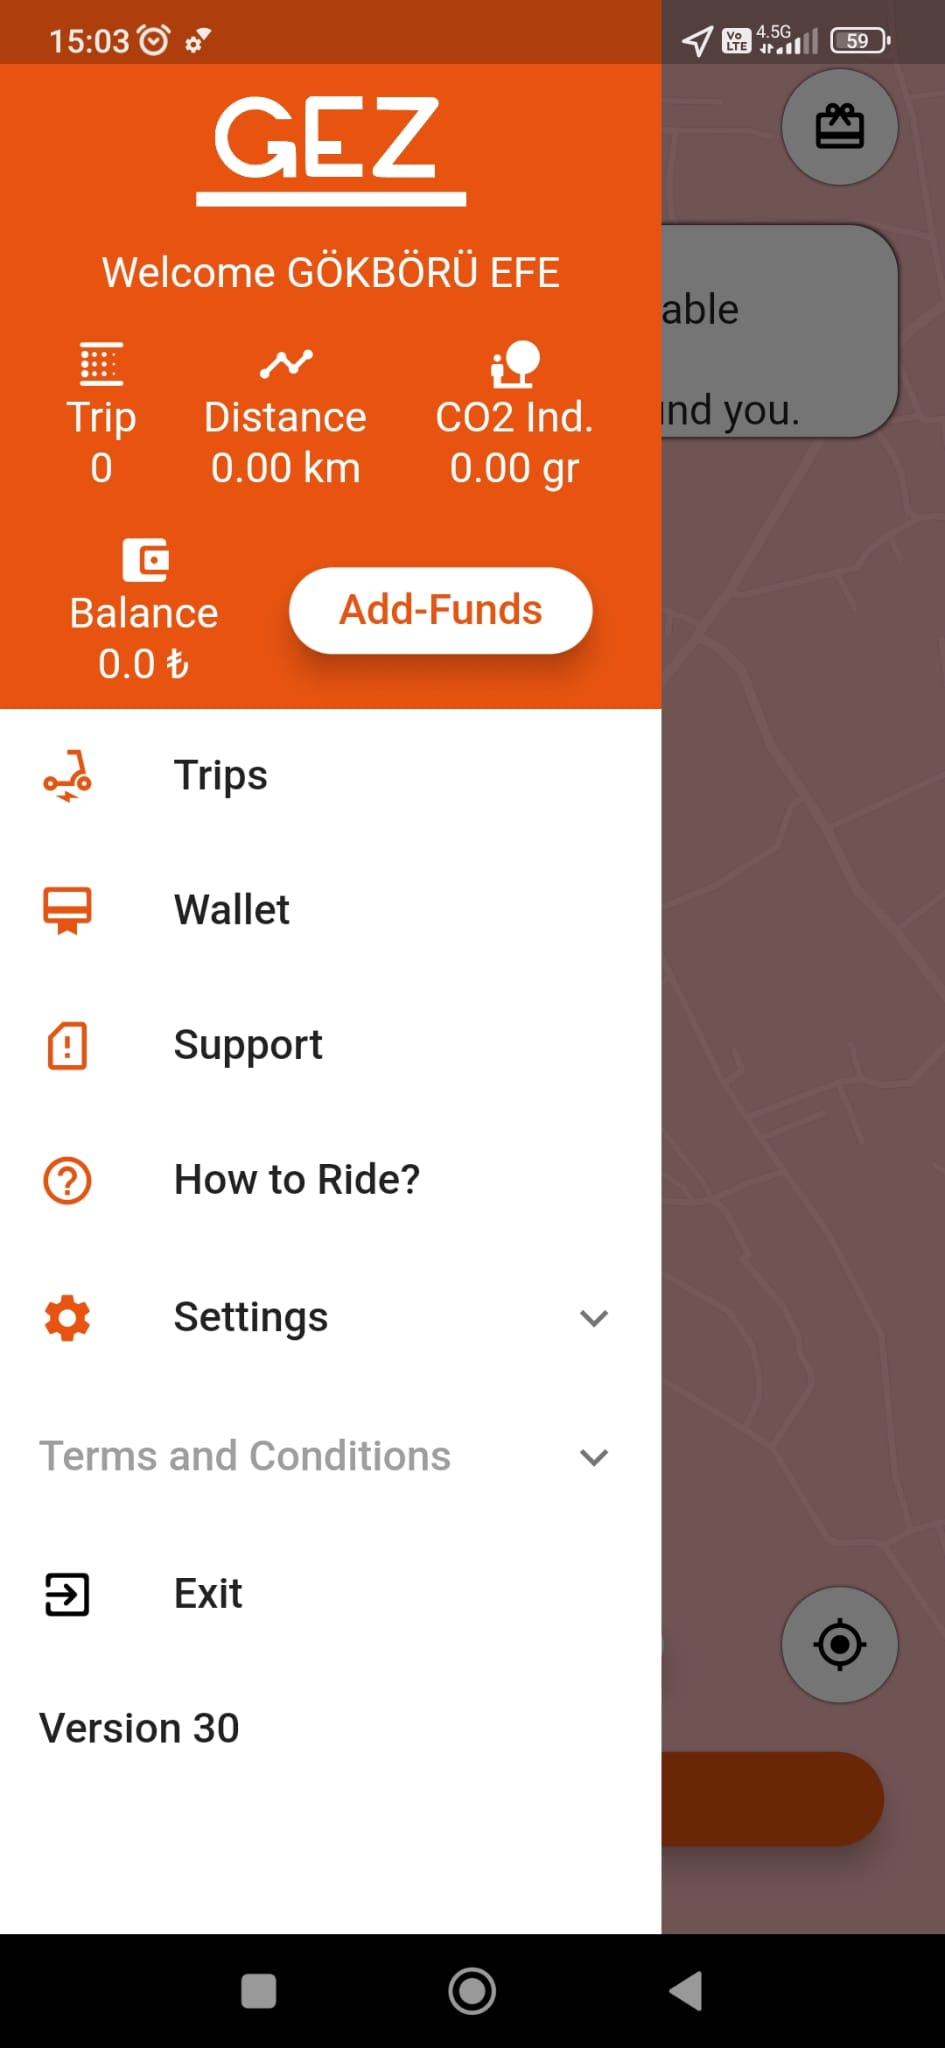 15:03
Vo LTE 4.5G 59
GEZ
Welcome GÖKBÖRÜ EFE
Trip Distance CO2 Ind.
0 0.00 km 0.00 gr
Balance
0.0 ₺
Add-Funds
able
nd you.
Trips
Wallet
Support
How to Ride?
Settings
Terms and Conditions
Exit
Version 30